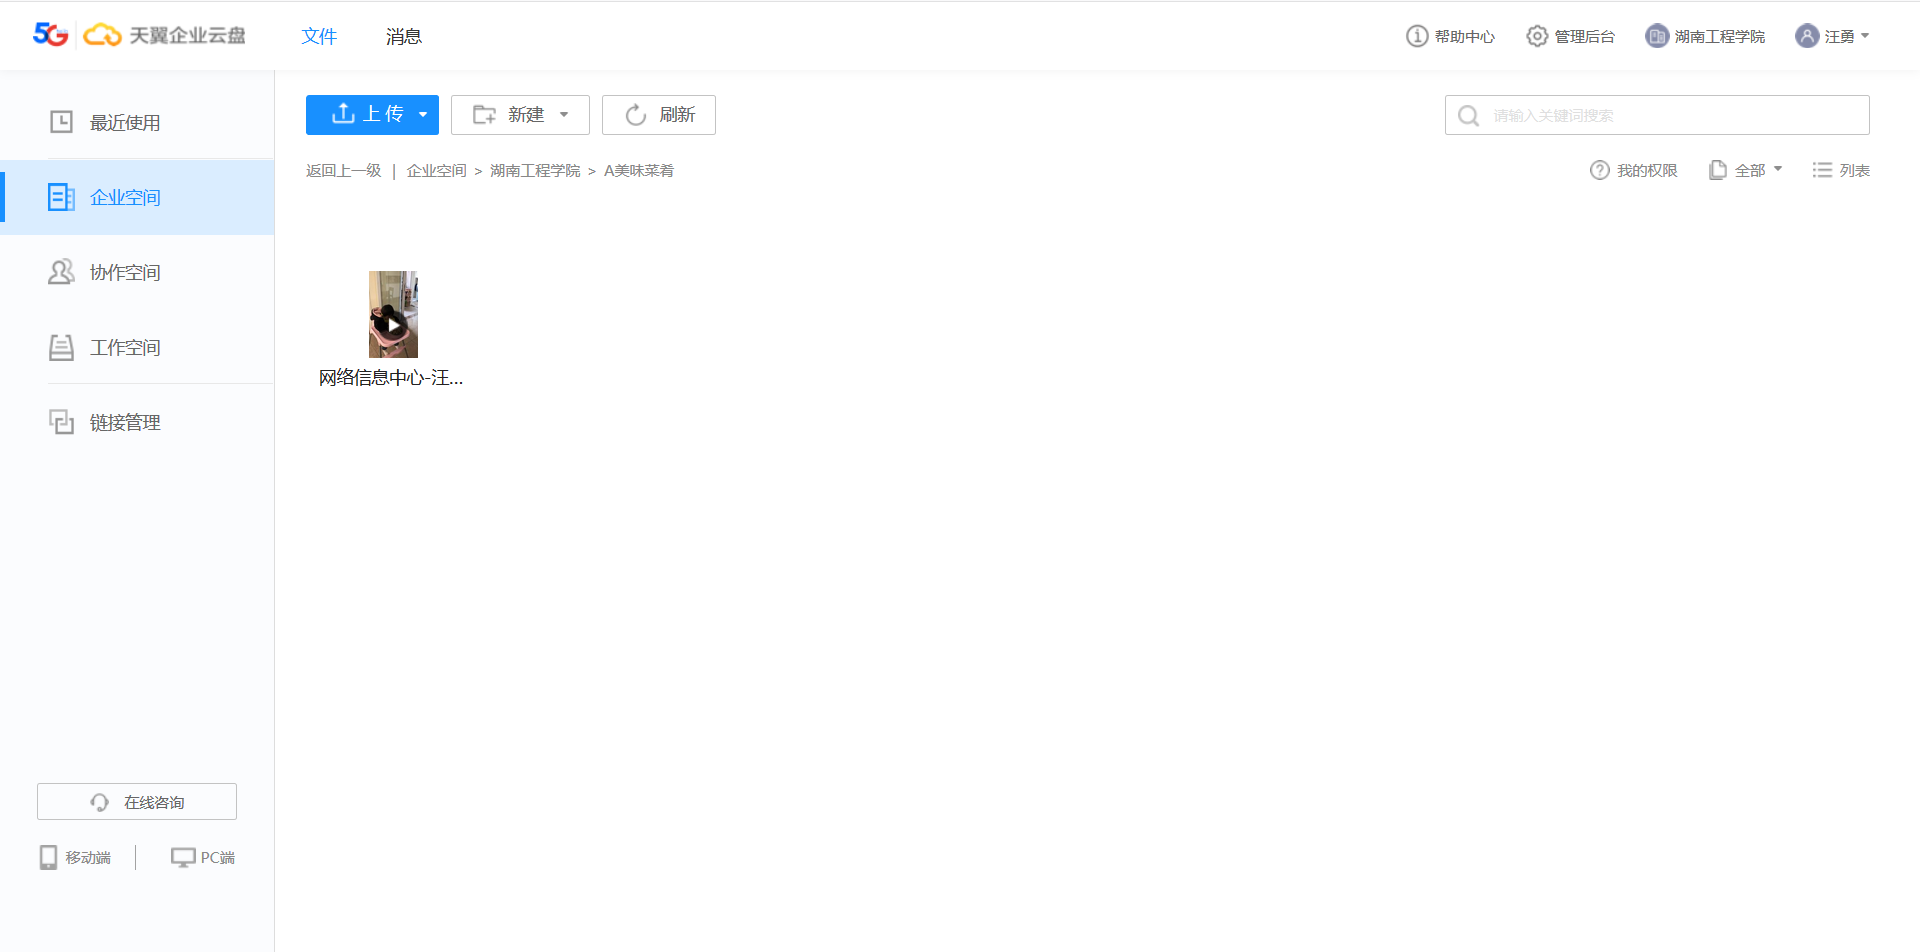 5G 天翼企业云盘 文件 消息 帮助中心 管理后台 湖南工程学院 汪勇
上传 新建 刷新 请输入关键词搜索
返回上一级 | 企业空间 > 湖南工程学院 > A美味菜肴 我的权限 全部 列表
最近使用
企业空间
协作空间
工作空间
链接管理
网络信息中心-汪...
在线咨询
移动端 PC端